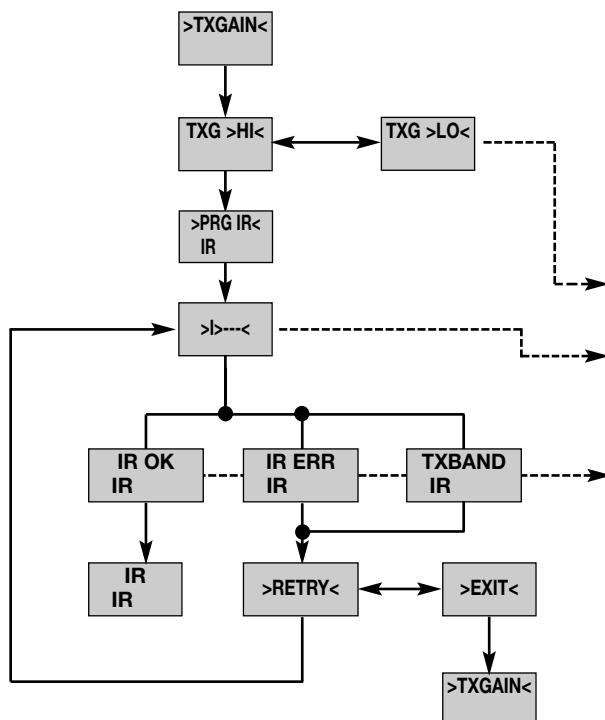 >TXGAIN<
TXG >HI<
TXG >LO<
>PRG IR<
IR
>I>---<
IR OK
IR
IR ERR
IR
TXBAND
IR
IR
IR
>RETRY<
>EXIT<
>TXGAIN<